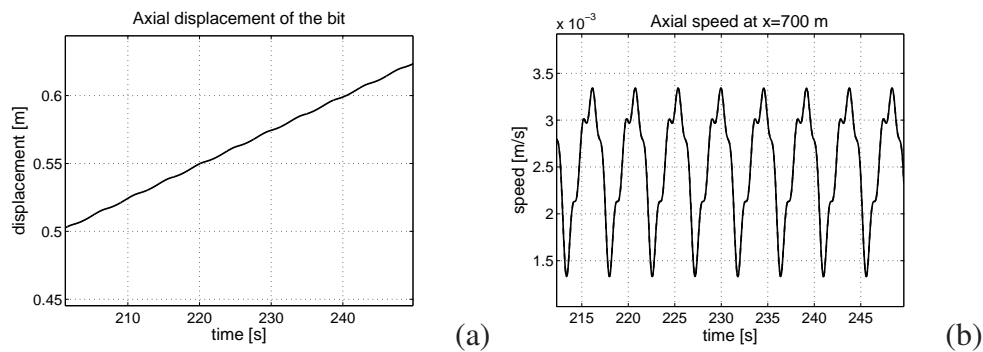 Axial displacement of the bit
displacement [m]
0.6
0.55
0.5
0.45
210 220 230 240
time [s]
(a)
x 10⁻³
Axial speed at x=700 m
speed [m/s]
3.5
3
2.5
2
1.5
215 220 225 230 235 240 245
time [s]
(b)